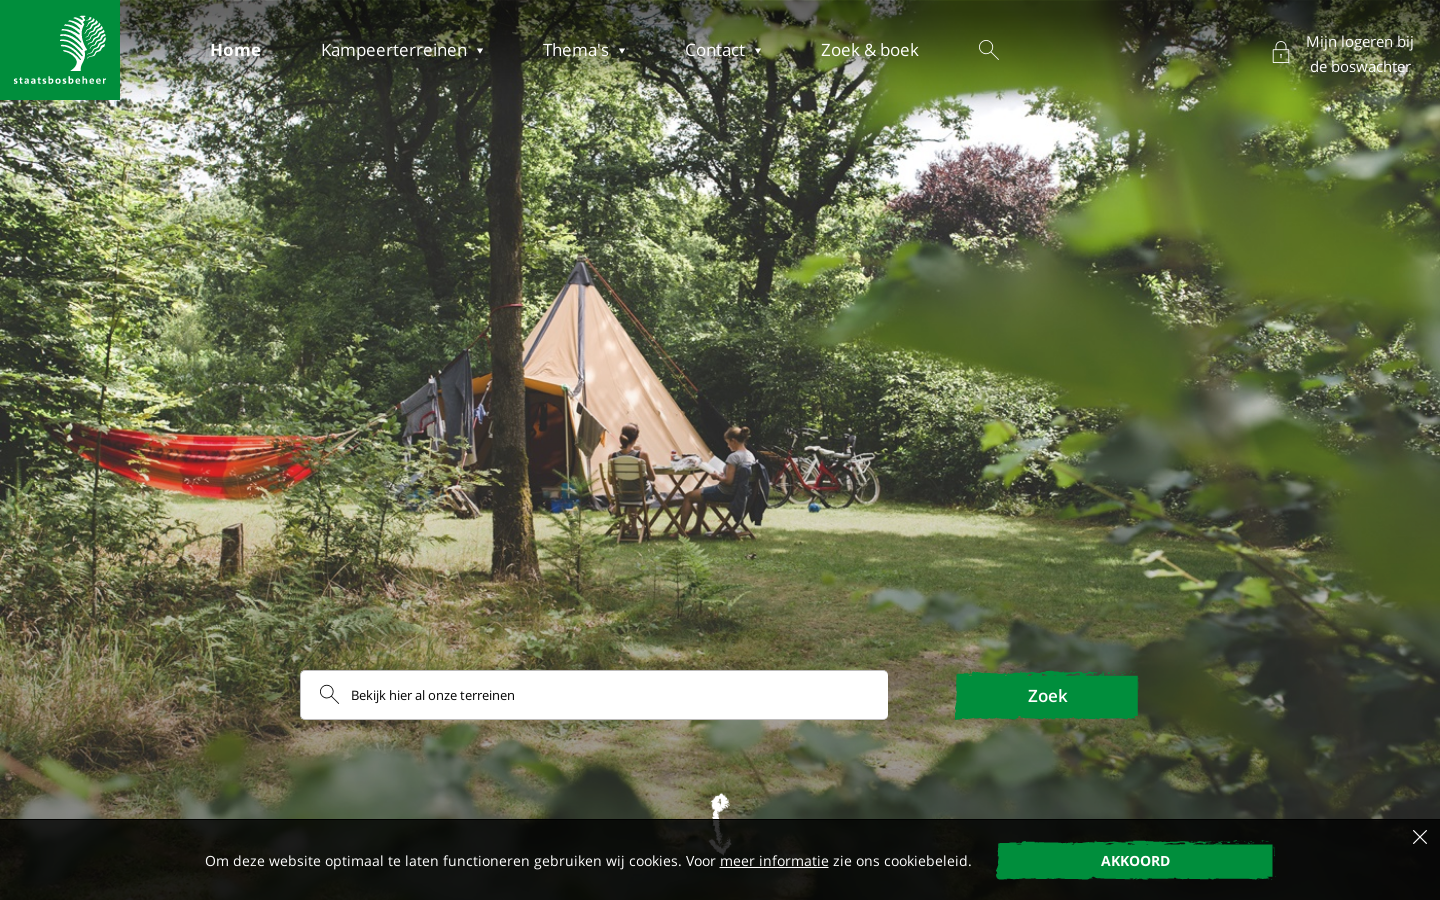 staatsbosbeheer
Home
Kampeerterreinen
Thema's
Contact
Zoek & boek
Mijn logeren bij
de boswachter
Bekijk hier al onze terreinen
Zoek
Om deze website optimaal te laten functioneren gebruiken wij cookies. Voor meer informatie zie ons cookiebeleid.
AKKOORD